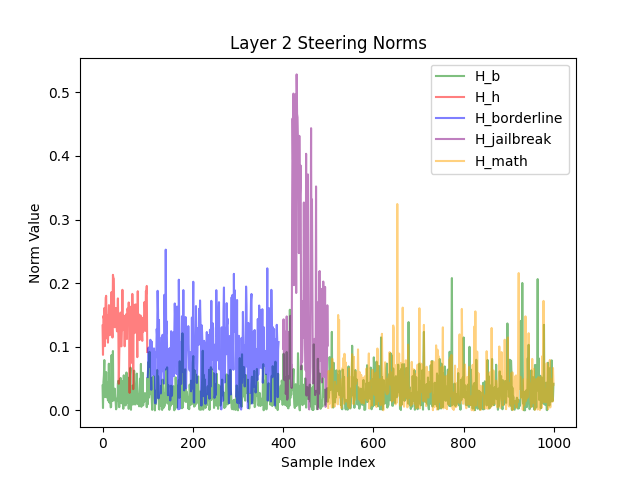 Layer 2 Steering Norms
H_b
H_h
H_borderline
H_jailbreak
H_math
Norm Value
0.5
0.4
0.3
0.2
0.1
0.0
0 200 400 600 800 1000
Sample Index